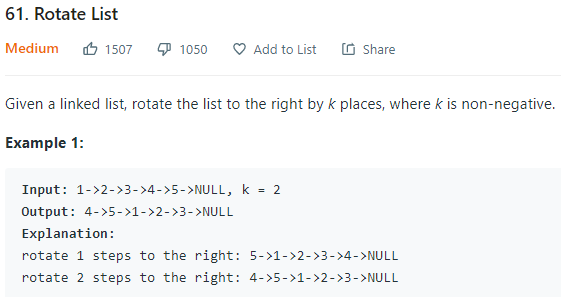 61. Rotate List
Medium 1507 1050 Add to List Share
Given a linked list, rotate the list to the right by k places, where k is non-negative.
Example 1:
Input: 1->2->3->4->5->NULL, k = 2
Output: 4->5->1->2->3->NULL
Explanation:
rotate 1 steps to the right: 5->1->2->3->4->NULL
rotate 2 steps to the right: 4->5->1->2->3->NULL